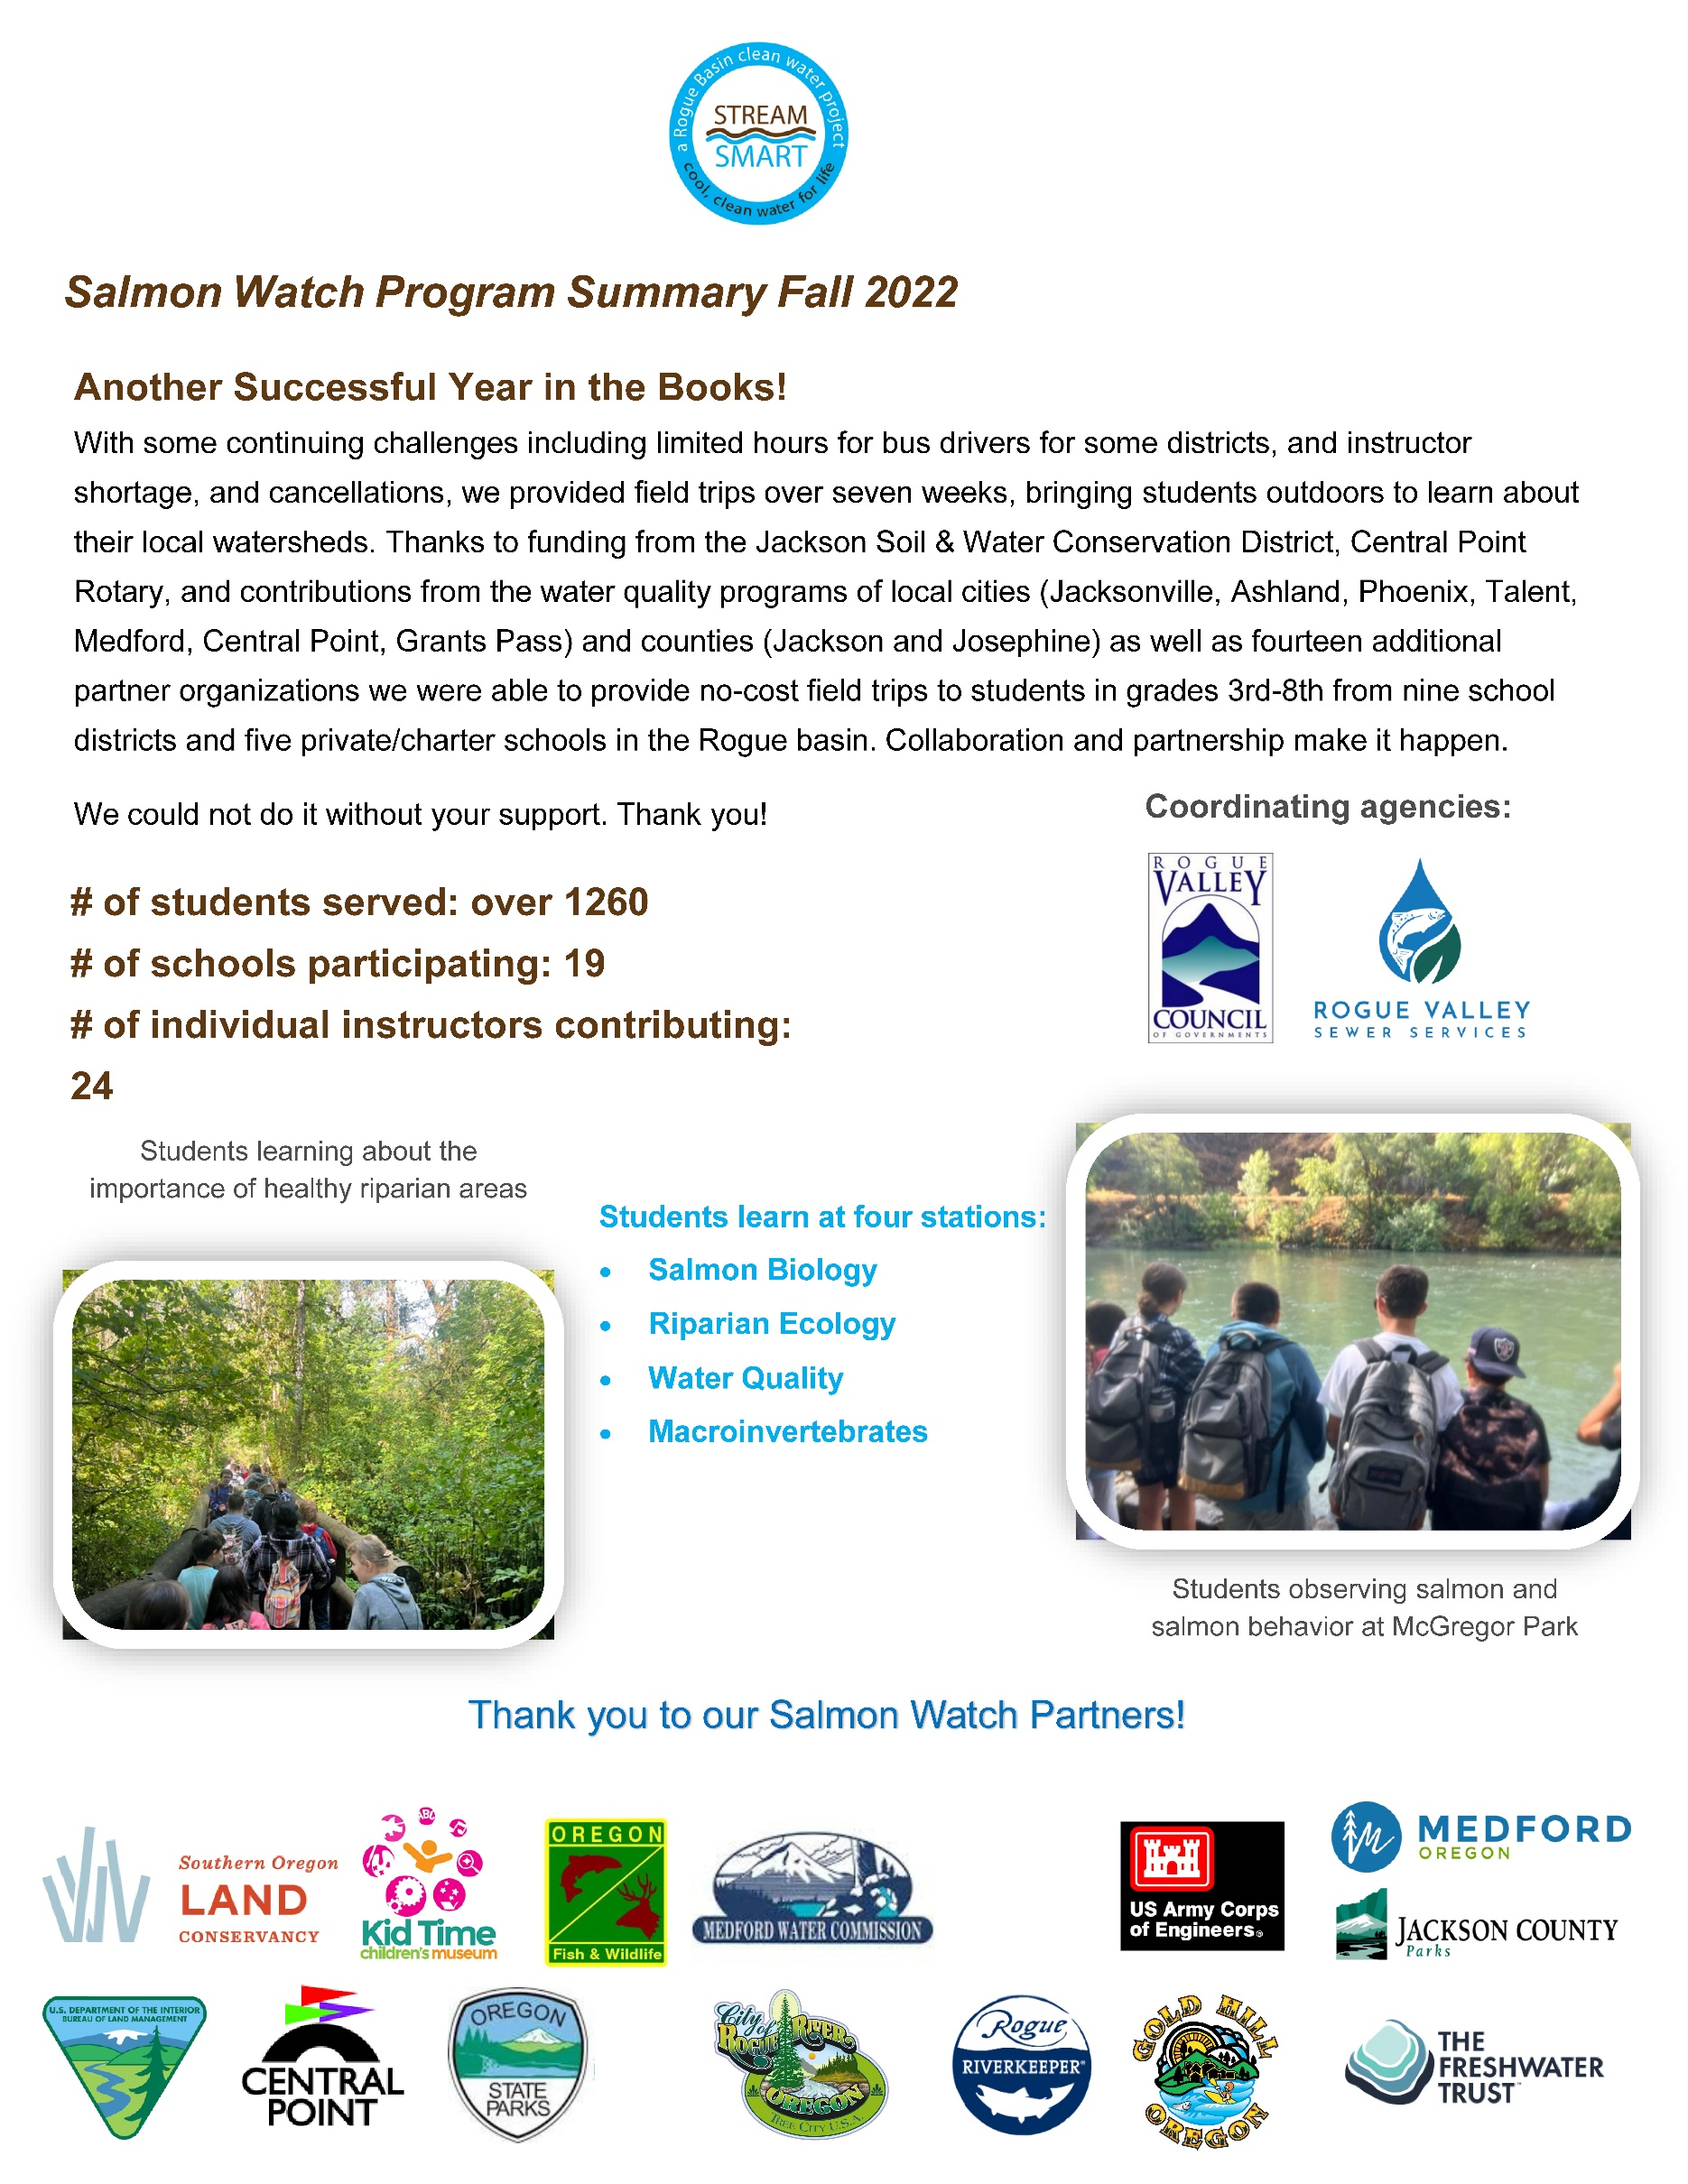 a Rogue Basin clean water project
STREAM
SMART
cool, clean water for life
Salmon Watch Program Summary Fall 2022
Another Successful Year in the Books!
With some continuing challenges including limited hours for bus drivers for some districts, and instructor
shortage, and cancellations, we provided field trips over seven weeks, bringing students outdoors to learn about
their local watersheds. Thanks to funding from the Jackson Soil & Water Conservation District, Central Point
Rotary, and contributions from the water quality programs of local cities (Jacksonville, Ashland, Phoenix, Talent,
Medford, Central Point, Grants Pass) and counties (Jackson and Josephine) as well as fourteen additional
partner organizations we were able to provide no-cost field trips to students in grades 3rd-8th from nine school
districts and five private/charter schools in the Rogue basin. Collaboration and partnership make it happen.
We could not do it without your support. Thank you!
# of students served: over 1260
# of schools participating: 19
# of individual instructors contributing:
24
Coordinating agencies:
ROGUE
VALLEY
COUNCIL
OF GOVERNMENTS
ROGUE VALLEY
SEWER SERVICES
Students learning about the
importance of healthy riparian areas
Students learn at four stations:
• Salmon Biology
• Riparian Ecology
• Water Quality
• Macroinvertebrates
Students observing salmon and
salmon behavior at McGregor Park
Thank you to our Salmon Watch Partners!
Southern Oregon
LAND
CONSERVANCY
Kid Time
children's museum
OREGON
Fish & Wildlife
MEDFORD WATER COMMISSION
US Army Corps
of Engineers®
MEDFORD
OREGON
JACKSON COUNTY
Parks
U.S. DEPARTMENT OF THE INTERIOR
BUREAU OF LAND MANAGEMENT
CENTRAL
POINT
OREGON
STATE
PARKS
City of
ROGUE RIVER
OREGON
TREE CITY U.S.A.
Rogue
RIVERKEEPER®
GOLD HILL
OREGON
THE
FRESHWATER
TRUST™